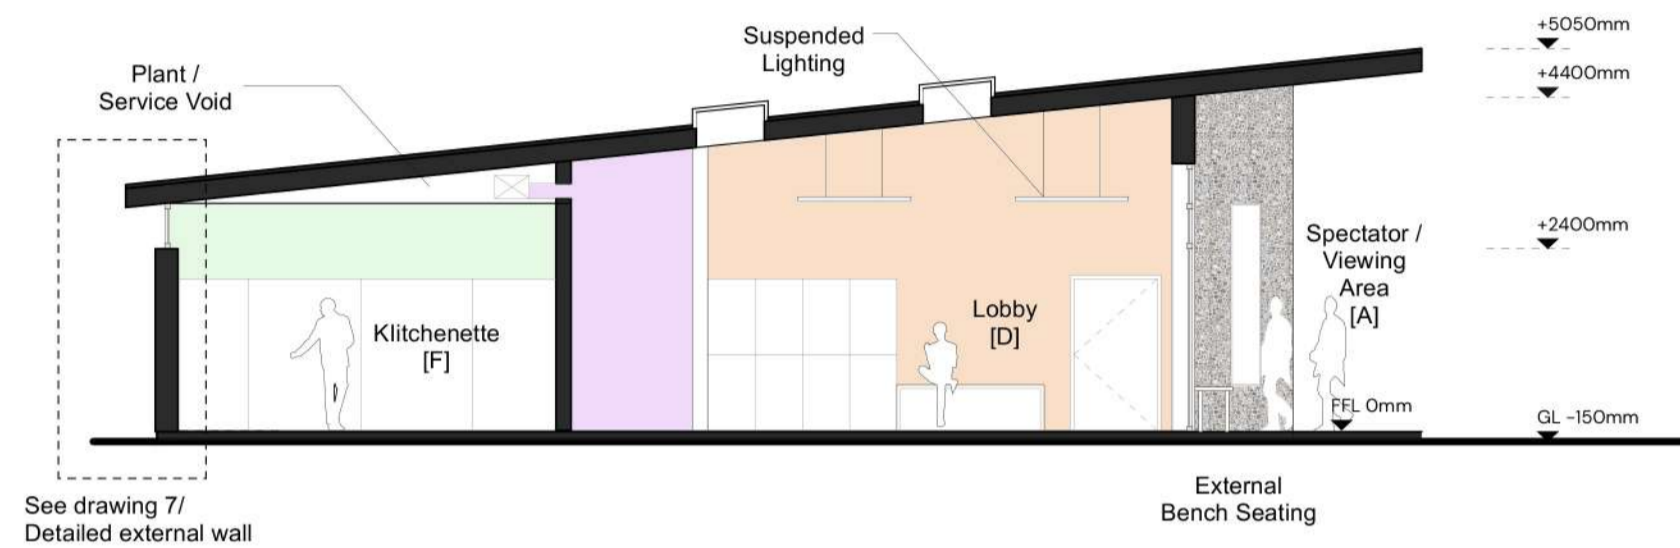 Plant /
Service Void
Suspended
Lighting
+5050mm
+4400mm
+2400mm
Spectator /
Viewing
Area
[A]
Klitchenette
[F]
Lobby
[D]
FFL 0mm
GL -150mm
External
Bench Seating
See drawing 7/
Detailed external wall